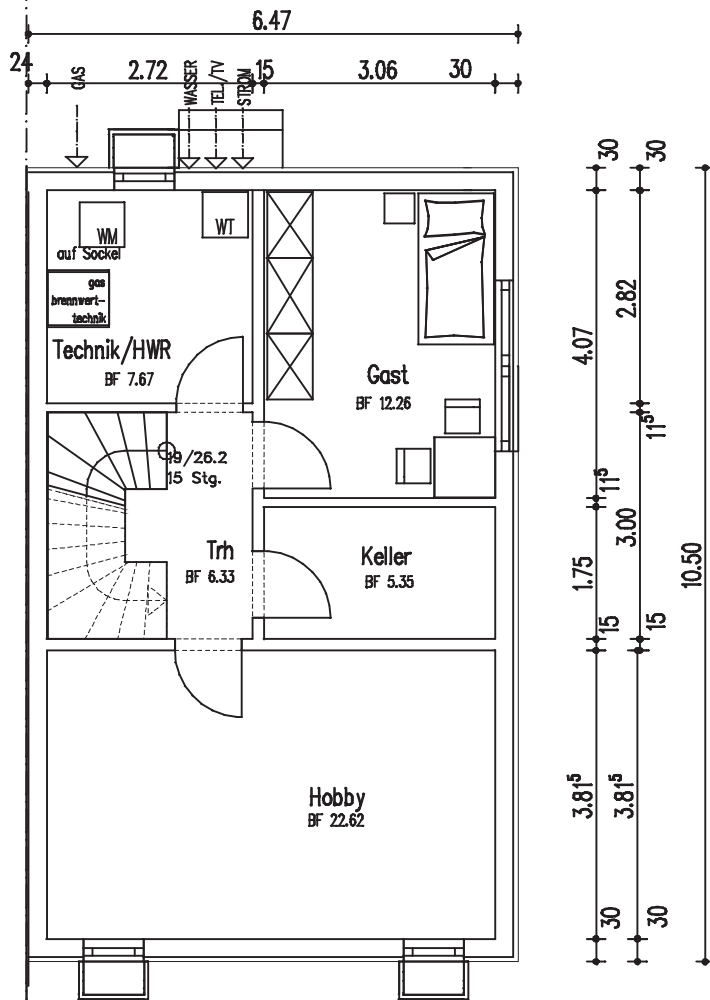 6.47
24
2.72
15
3.06
30
GAS
WASSER
TEL./TV
STROM
30
30
WM
auf Sockel
WT
gas
brennwert-
technik
Technik/HWR
BF 7.67
Gast
BF 12.26
2.82
4.07
11⁵
19/26.2
15 Stg.
11⁵
Trh
BF 6.33
Keller
BF 5.35
3.00
1.75
10.50
15
15
Hobby
BF 22.62
3.81⁵
3.81⁵
30
30